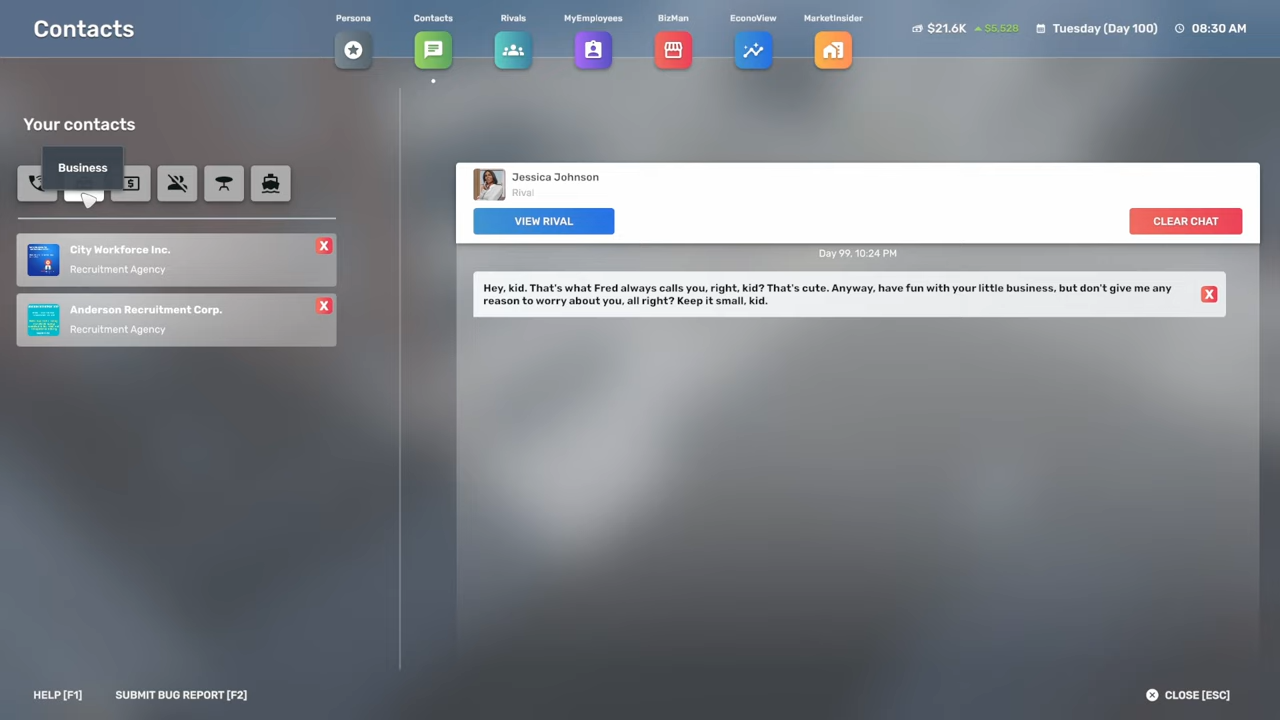 Contacts
Persona
Contacts
Rivals
MyEmployees
BizMan
EconoView
MarketInsider
$21.6K
$5,528
Tuesday (Day 100)
08:30 AM
Your contacts
Business
City Workforce Inc.
Recruitment Agency
X
Anderson Recruitment Corp.
Recruitment Agency
X
Jessica Johnson
Rival
VIEW RIVAL
CLEAR CHAT
Day 99, 10:24 PM
Hey, kid. That's what Fred always calls you, right, kid? That's cute. Anyway, have fun with your little business, but don't give me any
reason to worry about you, all right? Keep it small, kid.
X
HELP [F1]
SUBMIT BUG REPORT [F2]
CLOSE [ESC]